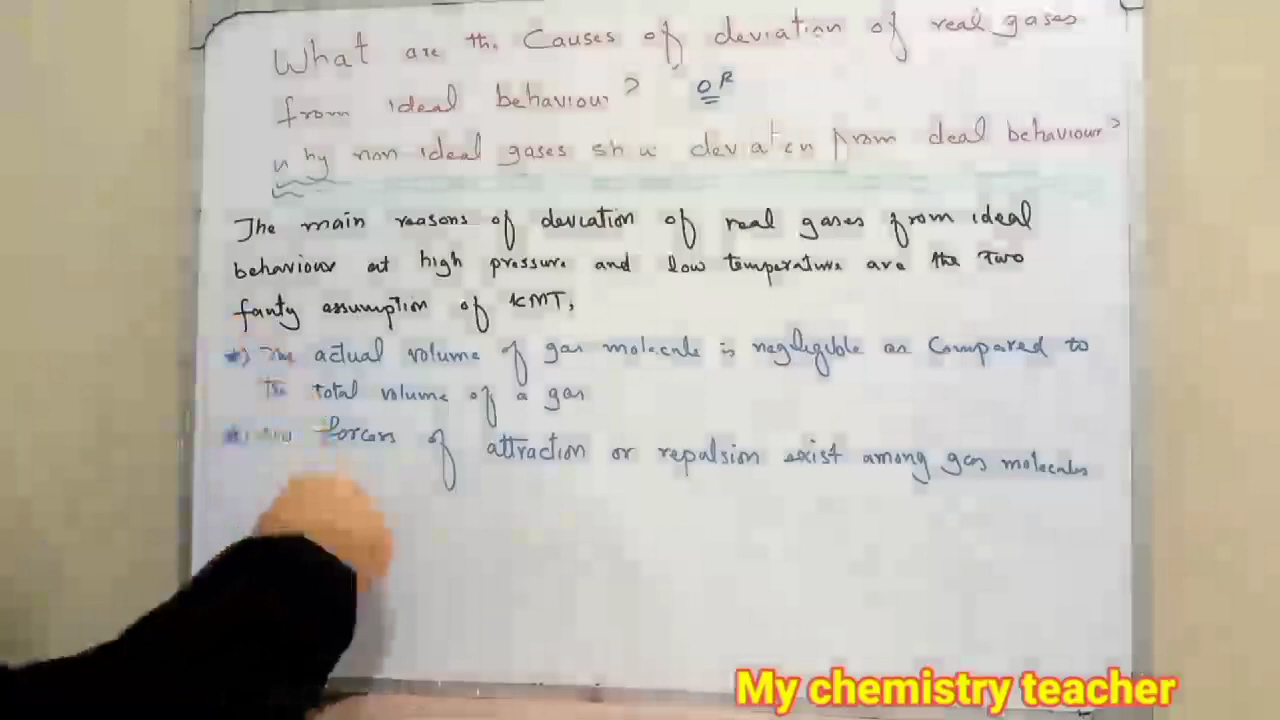 What are the Causes of deviation of real gases
from ideal behaviour?   OR
why non ideal gases show deviaton from ideal behaviour?
The main reasons of deviation of real gases from ideal
behaviour at high pressure and low temperature are the two
faulty assumption of KMT,
The actual volume of gas molecule is negligible as Compared to
The total volume of a gas
forces of attraction or repulsion exist among gas molecules
My chemistry teacher